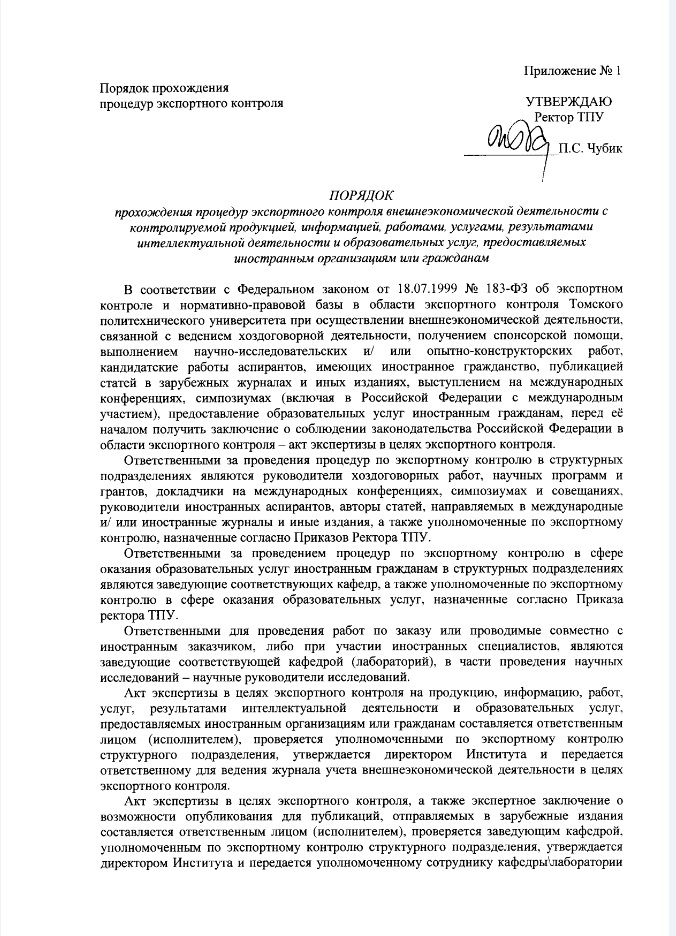 Приложение № 1
Порядок прохождения
процедур экспортного контроля
УТВЕРЖДАЮ
Ректор ТПУ
П.С. Чубик
ПОРЯДОК
прохождения процедур экспортного контроля внешнеэкономической деятельности с
контролируемой продукцией, информацией, работами, услугами, результатами
интеллектуальной деятельности и образовательных услуг, предоставляемых
иностранным организациям или гражданам
В соответствии с Федеральном законом от 18.07.1999 № 183-ФЗ об экспортном
контроле и нормативно-правовой базы в области экспортного контроля Томского
политехнического университета при осуществлении внешнеэкономической деятельности,
связанной с ведением хоздоговорной деятельности, получением спонсорской помощи,
выполнением научно-исследовательских и/ или опытно-конструкторских работ,
кандидатские работы аспирантов, имеющих иностранное гражданство, публикацией
статей в зарубежных журналах и иных изданиях, выступлением на международных
конференциях, симпозиумах (включая в Российской Федерации с международным
участием), предоставление образовательных услуг иностранным гражданам, перед её
началом получить заключение о соблюдении законодательства Российской Федерации в
области экспортного контроля – акт экспертизы в целях экспортного контроля.
Ответственными за проведения процедур по экспортному контролю в структурных
подразделениях являются руководители хоздоговорных работ, научных программ и
грантов, докладчики на международных конференциях, симпозиумах и совещаниях,
руководители иностранных аспирантов, авторы статей, направляемых в международные
и/ или иностранные журналы и иные издания, а также уполномоченные по экспортному
контролю, назначенные согласно Приказов Ректора ТПУ.
Ответственными за проведением процедур по экспортному контролю в сфере
оказания образовательных услуг иностранным гражданам в структурных подразделениях
являются заведующие соответствующих кафедр, а также уполномоченные по экспортному
контролю в сфере оказания образовательных услуг, назначенные согласно Приказа
ректора ТПУ.
Ответственными для проведения работ по заказу или проводимые совместно с
иностранным заказчиком, либо при участии иностранных специалистов, являются
заведующие соответствующей кафедрой (лабораторий), в части проведения научных
исследований – научные руководители исследований.
Акт экспертизы в целях экспортного контроля на продукцию, информацию, работ,
услуг, результатами интеллектуальной деятельности и образовательных услуг,
предоставляемых иностранным организациям или гражданам составляется ответственным
лицом (исполнителем), проверяется уполномоченными по экспортному контролю
структурного подразделения, утверждается директором Института и передается
ответственному для ведения журнала учета внешнеэкономической деятельности в целях
экспортного контроля.
Акт экспертизы в целях экспортного контроля, а также экспертное заключение о
возможности опубликования для публикаций, отправляемых в зарубежные издания
составляется ответственным лицом (исполнителем), проверяется заведующим кафедрой,
уполномоченным по экспортному контролю структурного подразделения, утверждается
директором Института и передается уполномоченному сотруднику кафедры\лаборатории